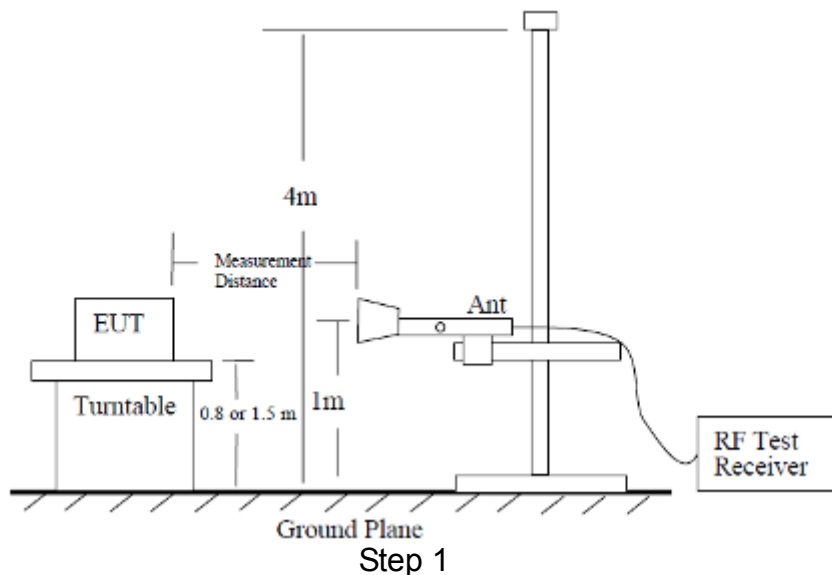 4m
Measurement
Distance
Ant
EUT
Turntable
0.8 or 1.5 m
1m
RF Test
Receiver
Ground Plane
Step 1